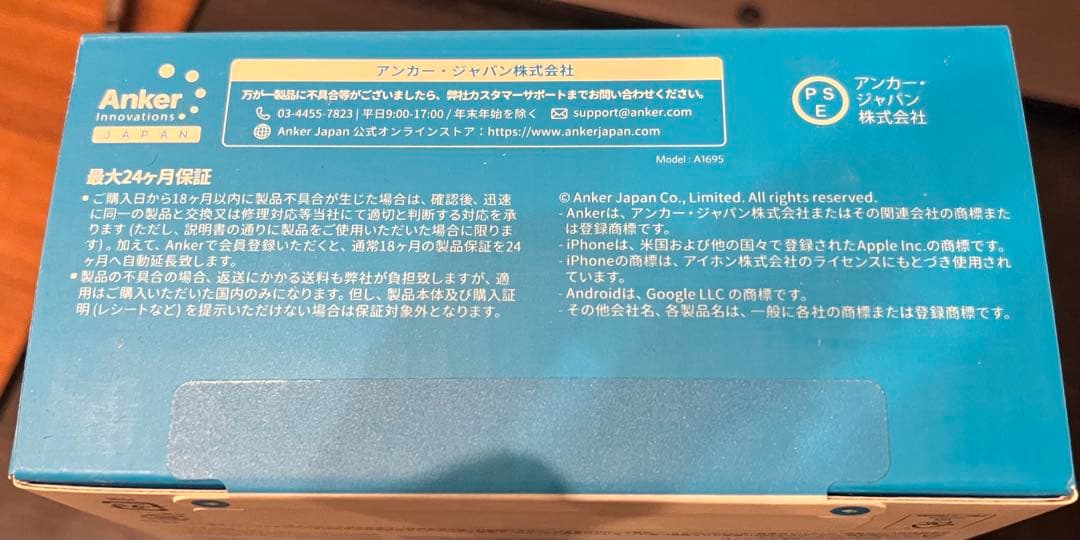 Anker
Innovations
JAPAN
アンカー・ジャパン株式会社
万が一製品に不具合等がございましたら、弊社カスタマーサポートまでお問い合わせください。
03-4455-7823 | 平日9:00-17:00 / 年末年始を除く support@anker.com
Anker Japan 公式オンラインストア：https://www.ankerjapan.com
Model : A1695
PSE
アンカー・
ジャパン
株式会社
最大24ヶ月保証
ご購入日から18ヶ月以内に製品不具合が生じた場合は、確認後、迅速
に同一の製品と交換又は修理対応等当社にて適切と判断する対応を承
ります (ただし、説明書の通りに製品をご使用いただいた場合に限りま
す) 。加えて、Ankerで会員登録いただくと、通常18ヶ月の製品保証を24
ヶ月へ自動延長致します。
製品の不具合の場合、返送にかかる送料も弊社が負担致しますが、適
用はご購入いただいた国内のみになります。但し、製品本体及び購入証
明 (レシートなど) を提示いただけない場合は保証対象外となります。
© Anker Japan Co., Limited. All rights reserved.
- Ankerは、アンカー・ジャパン株式会社またはその関連会社の商標また
は登録商標です。
- iPhoneは、米国および他の国々で登録されたApple Inc.の商標です。
- iPhoneの商標は、アイホン株式会社のライセンスにもとづき使用され
ています。
- Androidは、Google LLC の商標です。
- その他会社名、各製品名は、一般に各社の商標または登録商標です。